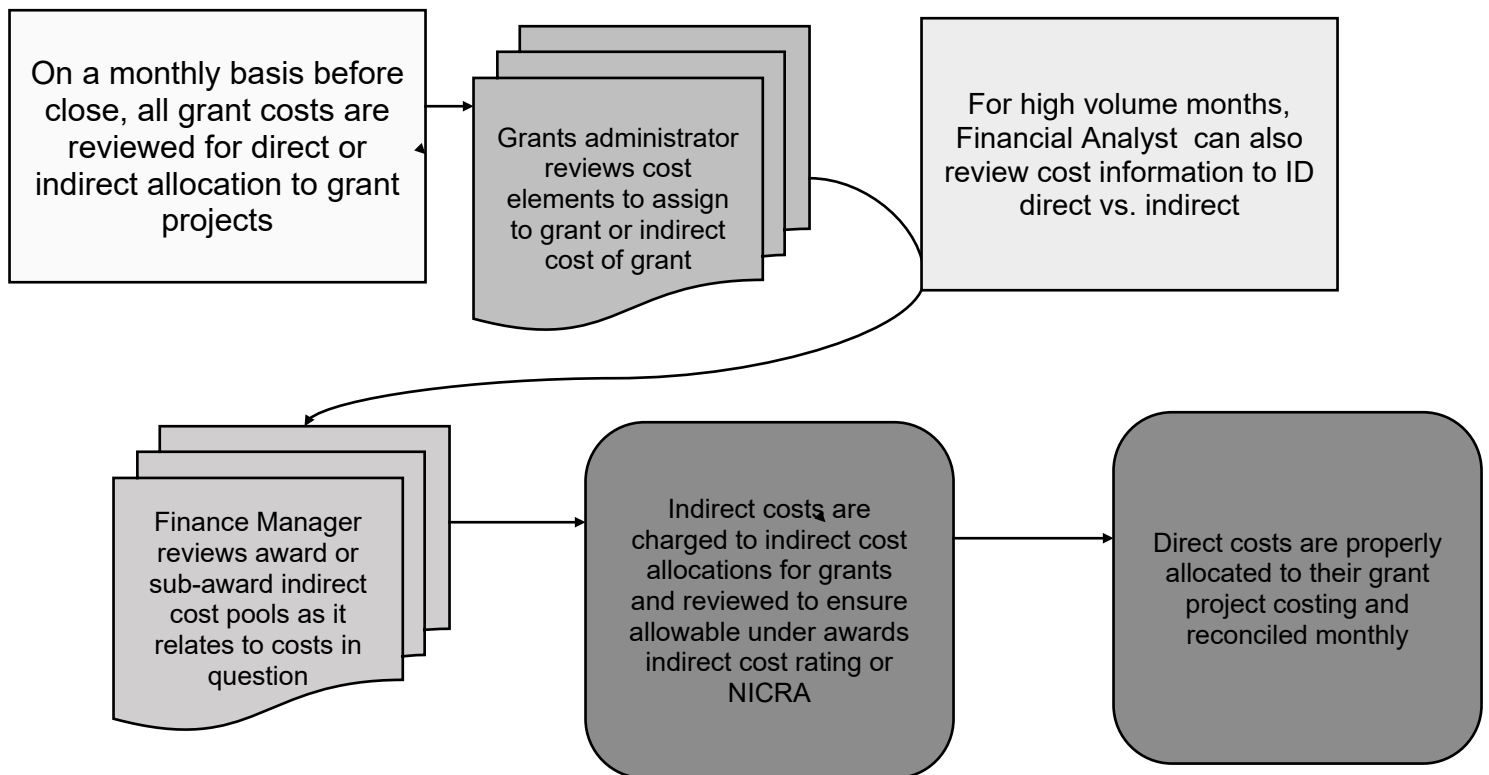 On a monthly basis before
close, all grant costs are
reviewed for direct or
indirect allocation to grant
projects
Grants administrator
reviews cost
elements to assign
to grant or indirect
cost of grant
For high volume months,
Financial Analyst  can also
review cost information to ID
direct vs. indirect
Finance Manager
reviews award or
sub-award indirect
cost pools as it
relates to costs in
question
Indirect costs are
charged to indirect cost
allocations for grants
and reviewed to ensure
allowable under awards
indirect cost rating or
NICRA
Direct costs are properly
allocated to their grant
project costing and
reconciled monthly